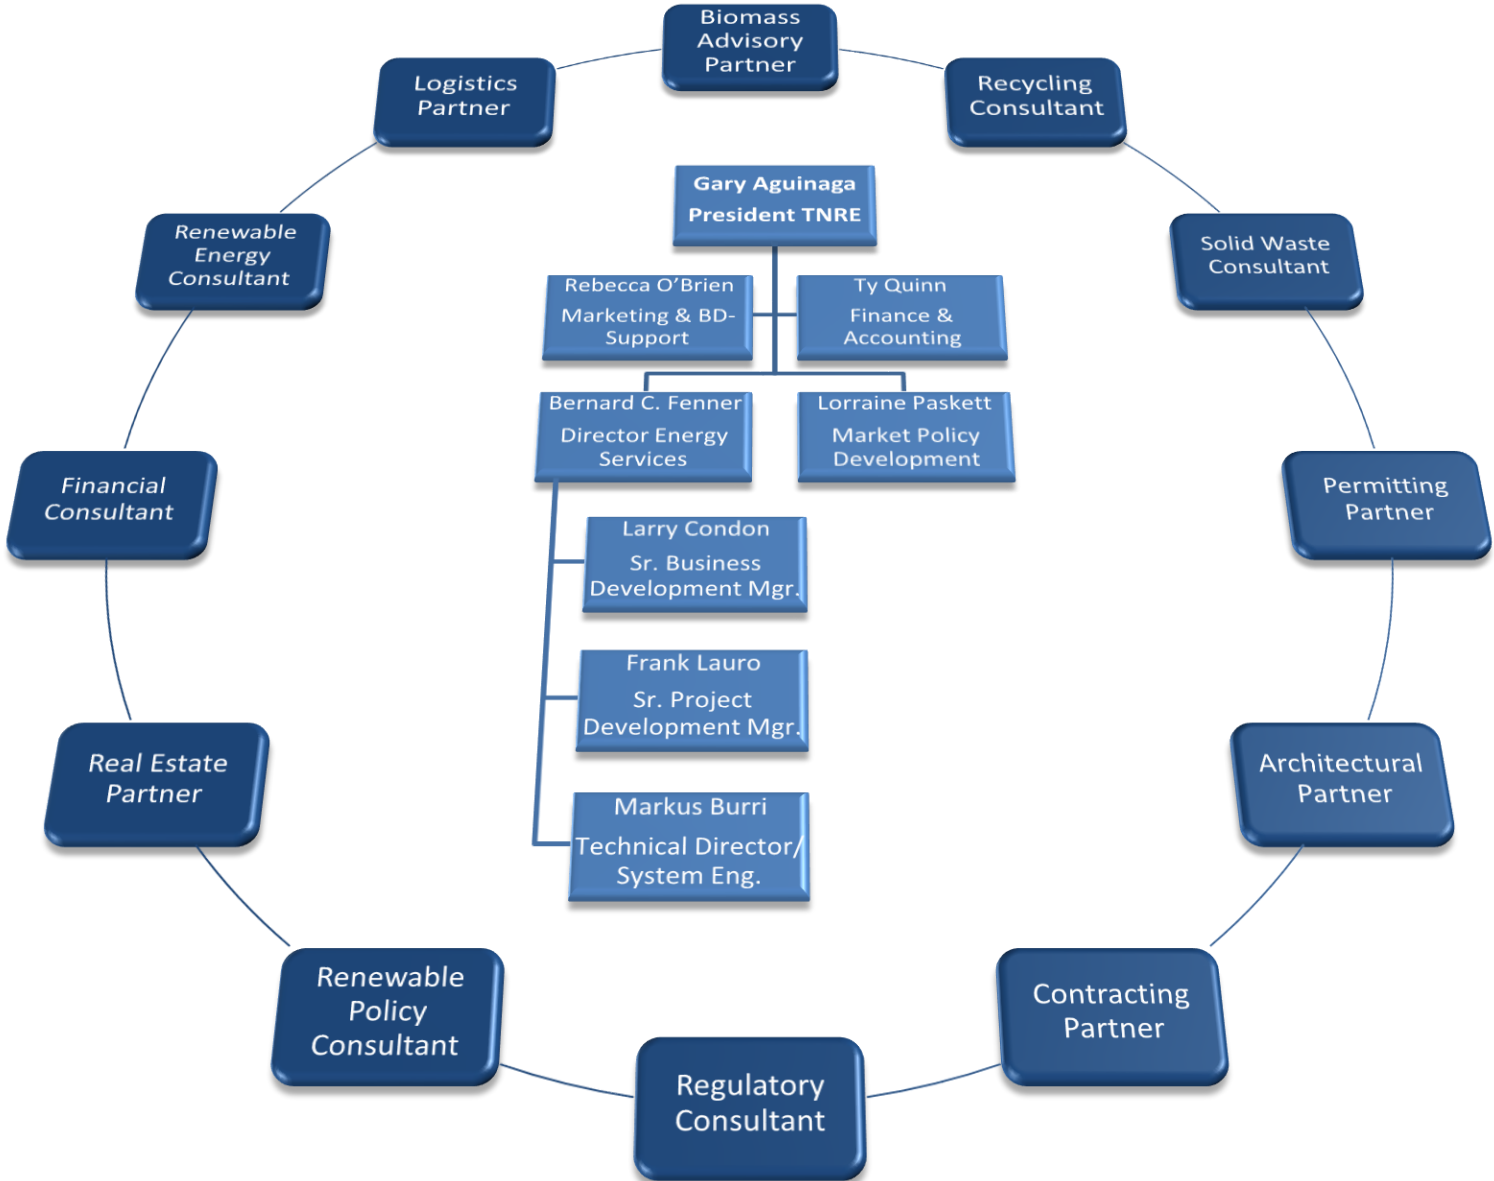 Biomass
Advisory
Partner
Logistics
Partner
Recycling
Consultant
Gary Aguinaga
President TNRE
Renewable
Energy
Consultant
Solid Waste
Consultant
Rebecca O’Brien
Marketing & BD-
Support
Ty Quinn
Finance &
Accounting
Bernard C. Fenner
Director Energy
Services
Lorraine Paskett
Market Policy
Development
Financial
Consultant
Permitting
Partner
Larry Condon
Sr. Business
Development Mgr.
Frank Lauro
Sr. Project
Development Mgr.
Real Estate
Partner
Architectural
Partner
Markus Burri
Technical Director/
System Eng.
Renewable
Policy
Consultant
Contracting
Partner
Regulatory
Consultant